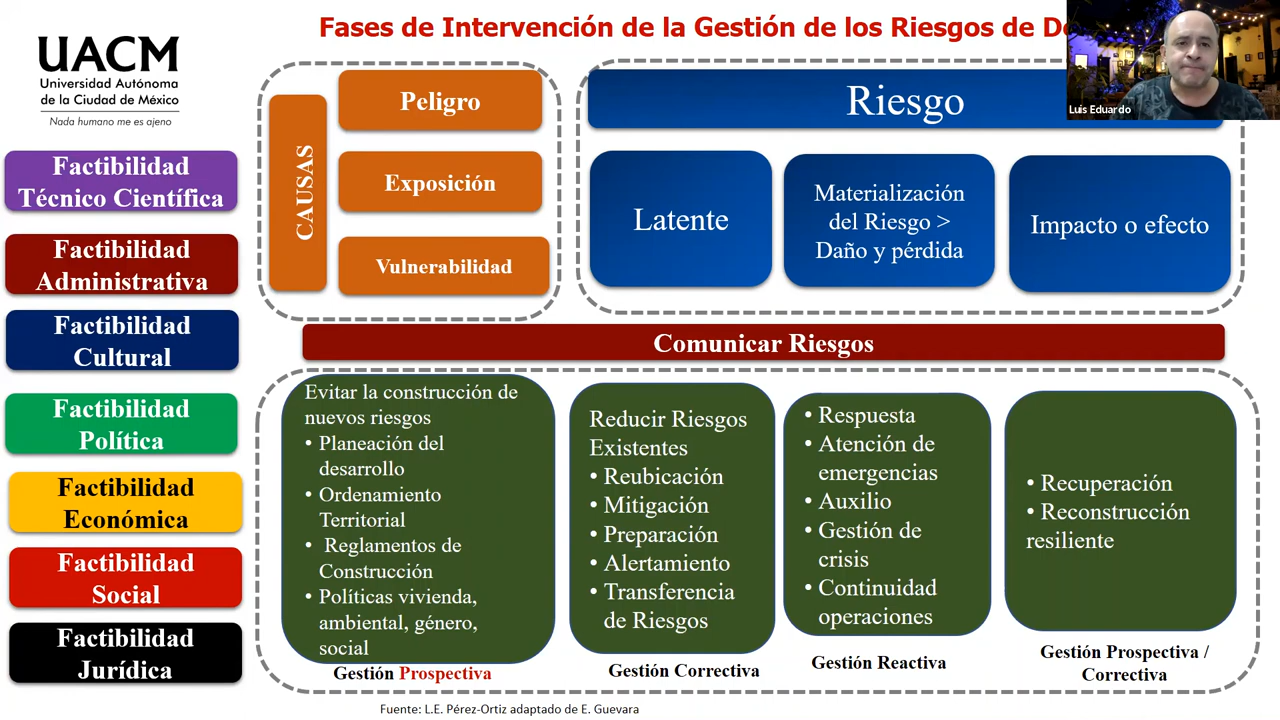 Fases de Intervención de la Gestión de los Riesgos de
UACM
Universidad Autónoma
de la Ciudad de México
Nada humano me es ajeno
Luis Eduardo
Factibilidad
Técnico Científica
Factibilidad
Administrativa
Factibilidad
Cultural
Factibilidad
Política
Factibilidad
Económica
Factibilidad
Social
Factibilidad
Jurídica
CAUSAS
Peligro
Exposición
Vulnerabilidad
Riesgo
Latente
Materialización
del Riesgo >
Daño y pérdida
Impacto o efecto
Comunicar Riesgos
Evitar la construcción de
nuevos riesgos
• Planeación del
desarrollo
• Ordenamiento
Territorial
• Reglamentos de
Construcción
• Políticas vivienda,
ambiental, género,
social
Gestión Prospectiva
Reducir Riesgos
Existentes
• Reubicación
• Mitigación
• Preparación
• Alertamiento
• Transferencia
de Riesgos
Gestión Correctiva
• Respuesta
• Atención de
emergencias
• Auxilio
• Gestión de
crisis
• Continuidad
operaciones
Gestión Reactiva
• Recuperación
• Reconstrucción
resiliente
Gestión Prospectiva /
Correctiva
Fuente: L.E. Pérez-Ortiz adaptado de E. Guevara